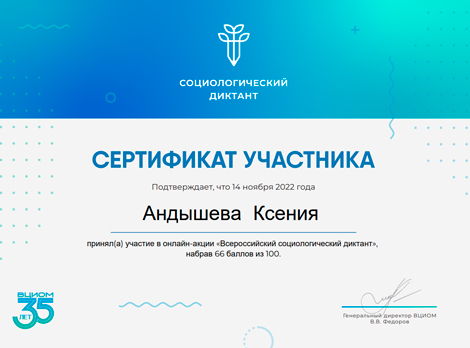 СОЦИОЛОГИЧЕСКИЙ
ДИКТАНТ
СЕРТИФИКАТ УЧАСТНИКА
Подтверждает, что 14 ноября 2022 года
Андышева Ксения
принял(а) участие в онлайн-акции «Всероссийский социологический диктант»,
набрав 66 баллов из 100.
ВЦИОМ
35
ЛЕТ
Генеральный директор ВЦИОМ
В.В. Федоров